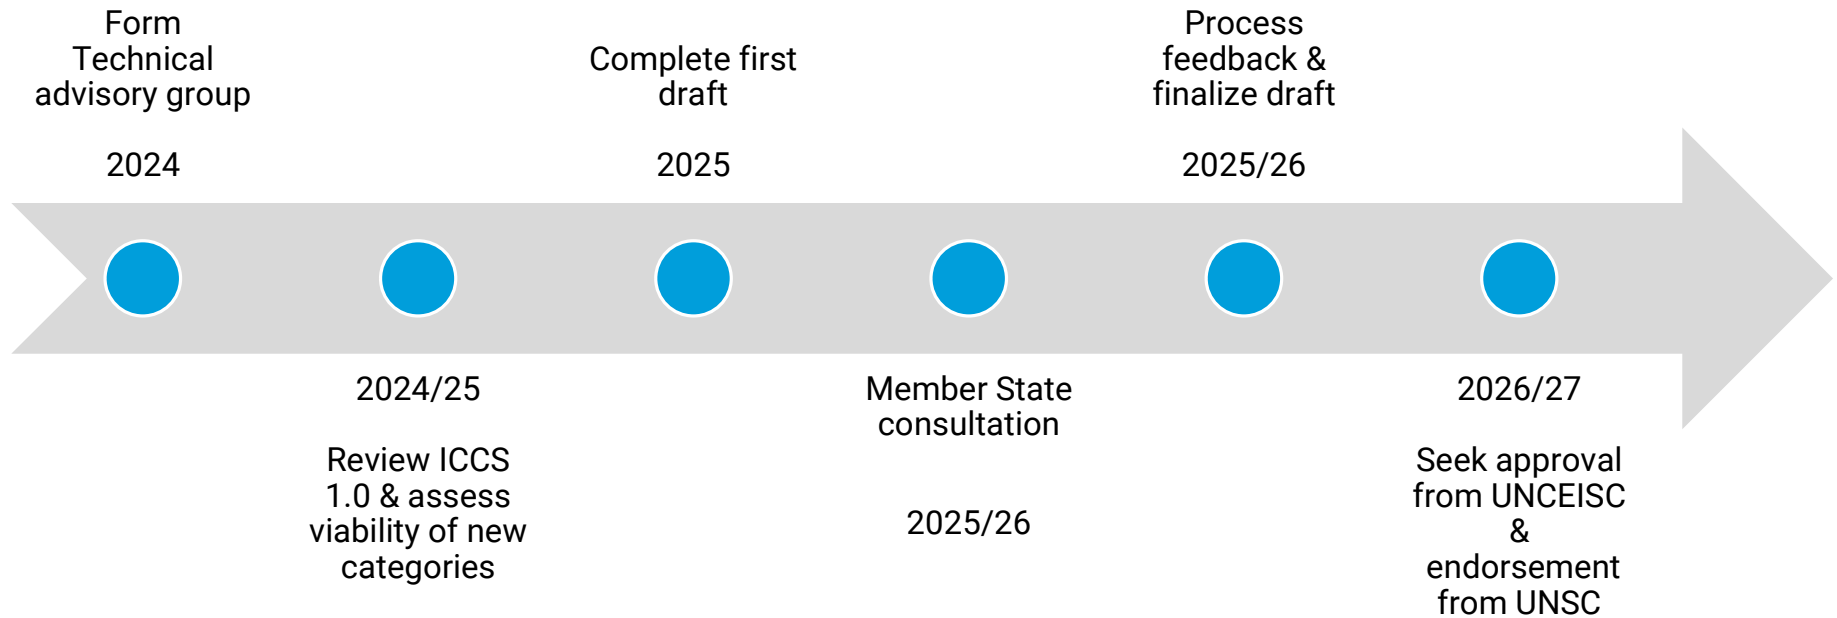 Form
Technical
advisory group
2024
2024/25
Review ICCS
1.0 & assess
viability of new
categories
Complete first
draft
2025
Member State
consultation
2025/26
Process
feedback &
finalize draft
2025/26
2026/27
Seek approval
from UNCEISC
&
endorsement
from UNSC